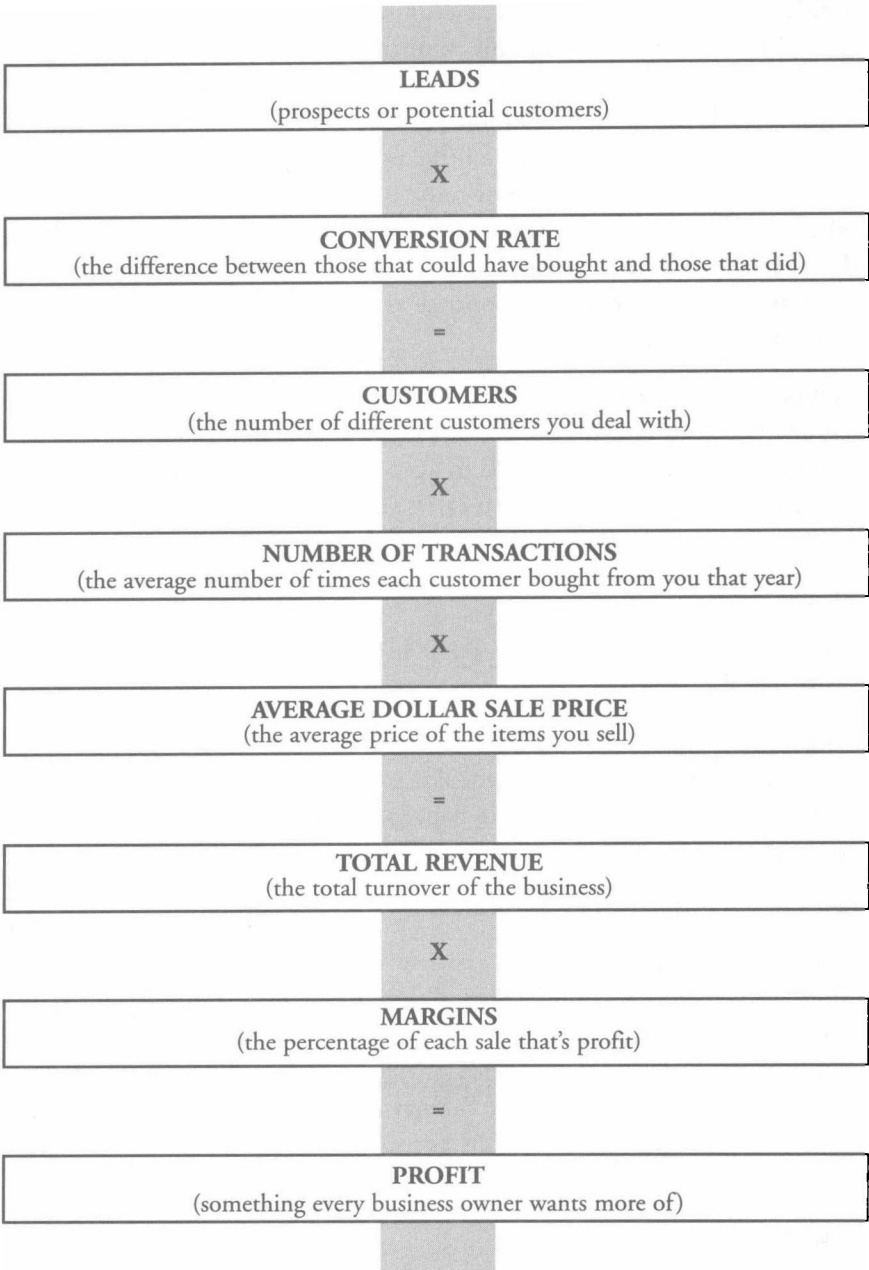 LEADS
(prospects or potential customers)
X
CONVERSION RATE
(the difference between those that could have bought and those that did)
=
CUSTOMERS
(the number of different customers you deal with)
X
NUMBER OF TRANSACTIONS
(the average number of times each customer bought from you that year)
X
AVERAGE DOLLAR SALE PRICE
(the average price of the items you sell)
=
TOTAL REVENUE
(the total turnover of the business)
X
MARGINS
(the percentage of each sale that's profit)
=
PROFIT
(something every business owner wants more of)